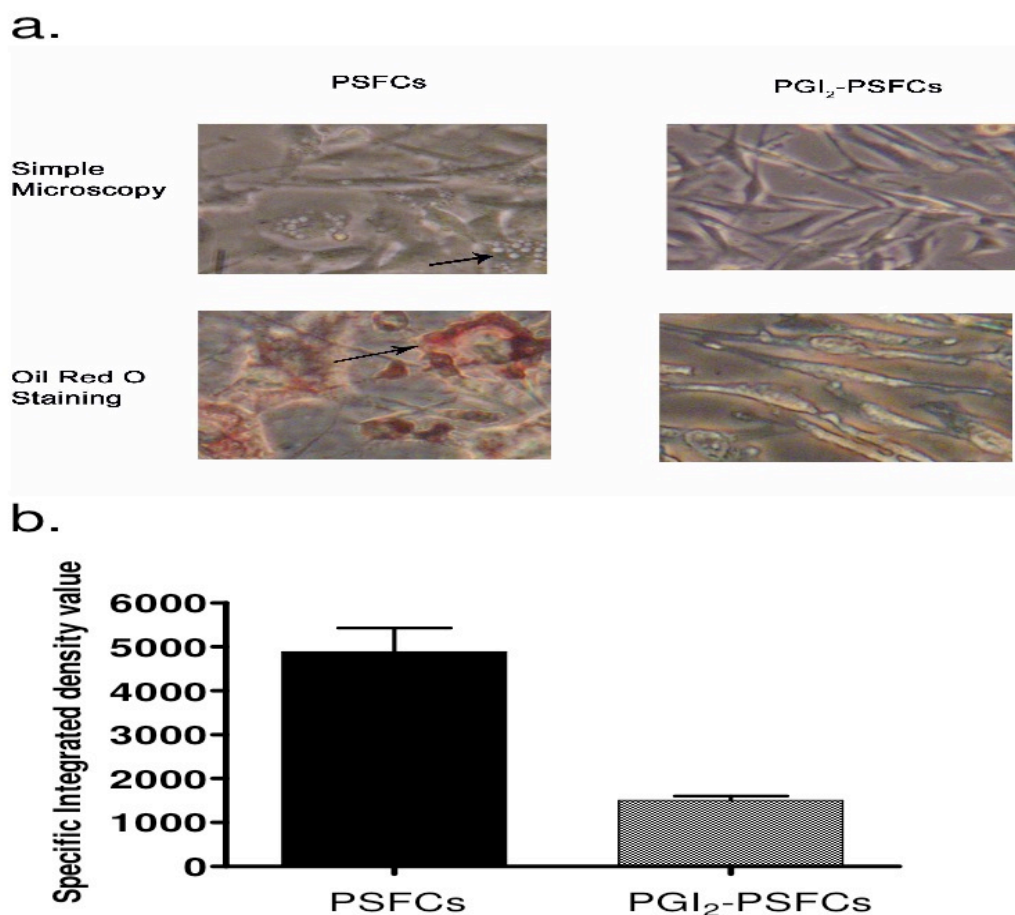 a.
PSFCs
PGI₂-PSFCs
Simple
Microscopy
Oil Red O
Staining
b.
Specific Integrated density value
6000
5000
4000
3000
2000
1000
0
PSFCs
PGI₂-PSFCs